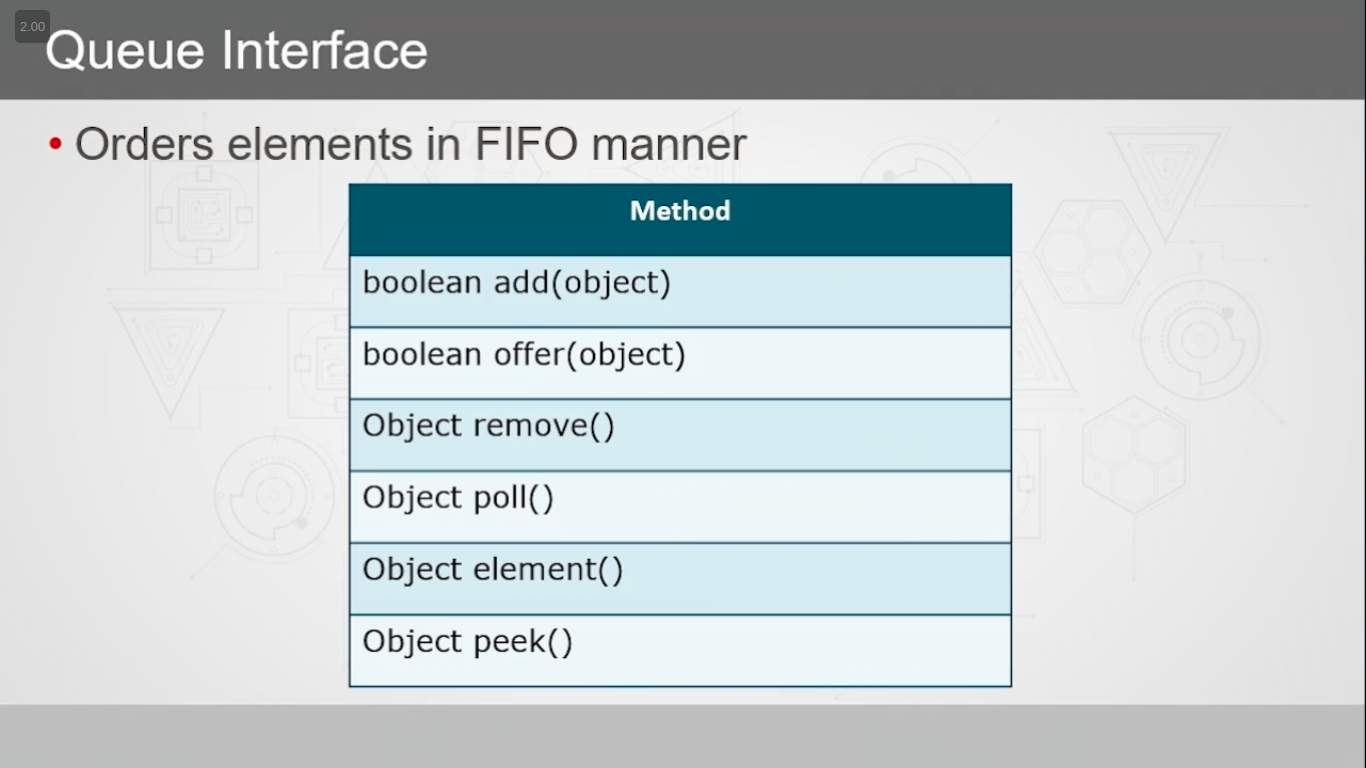 2.00
Queue Interface
• Orders elements in FIFO manner
Method
boolean add(object)
boolean offer(object)
Object remove()
Object poll()
Object element()
Object peek()